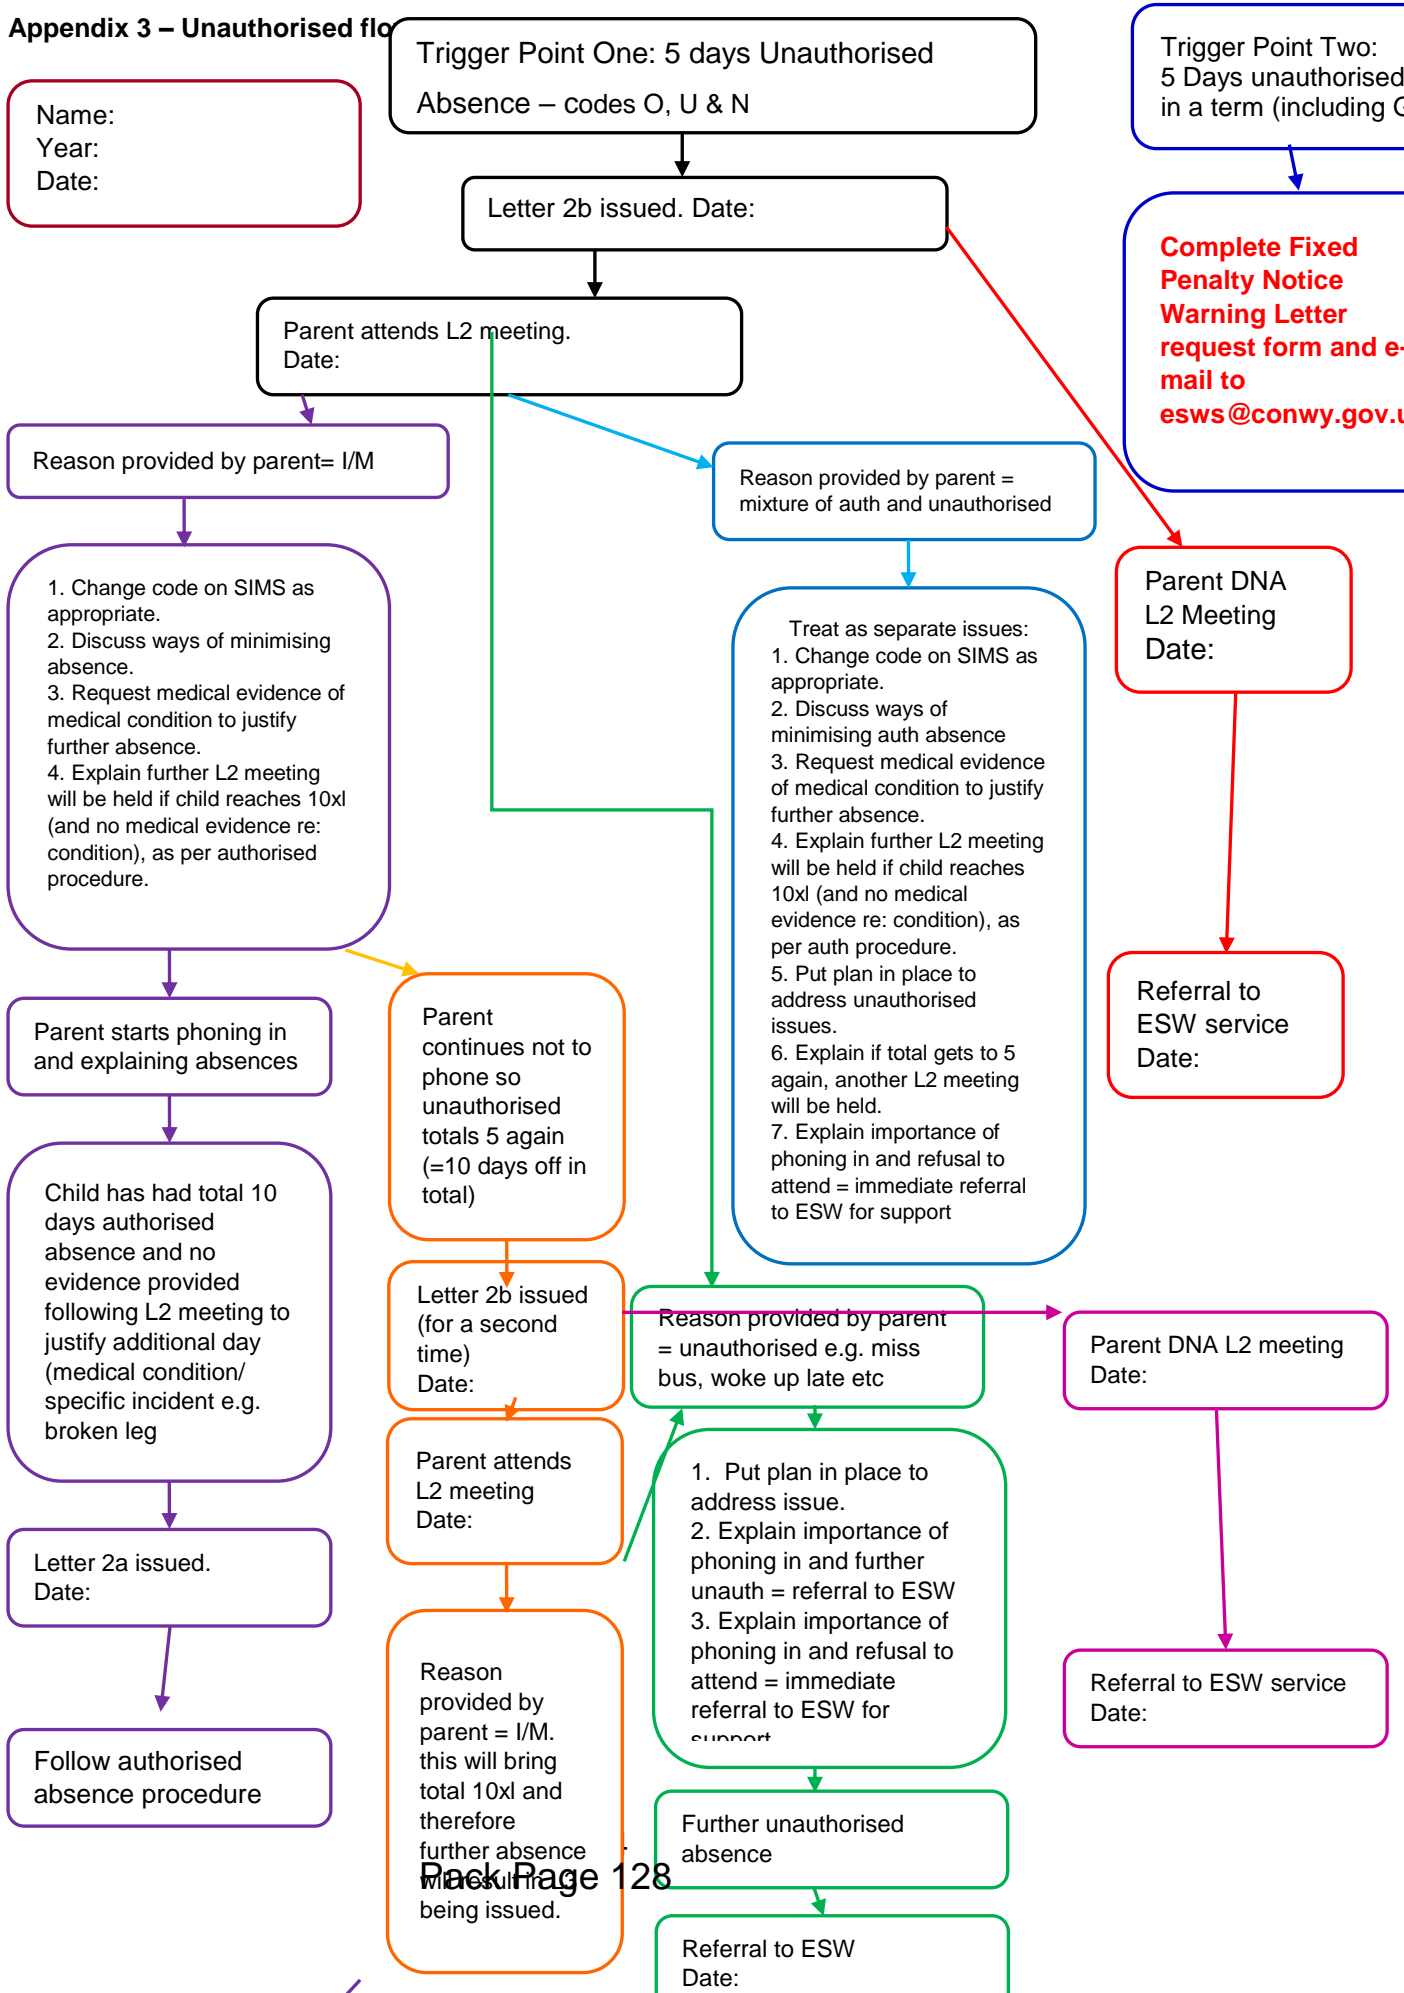 Appendix 3 – Unauthorised flo
Trigger Point One: 5 days Unauthorised
Absence – codes O, U & N
Trigger Point Two:
5 Days unauthorised
in a term (including
Name:
Year:
Date:
Letter 2b issued. Date:
Complete Fixed
Penalty Notice
Warning Letter
request form and e-
mail to
esws@conwy.gov.u
Parent attends L2 meeting.
Date:
Reason provided by parent= I/M
Reason provided by parent =
mixture of auth and unauthorised
1. Change code on SIMS as
appropriate.
2. Discuss ways of minimising
absence.
3. Request medical evidence of
medical condition to justify
further absence.
4. Explain further L2 meeting
will be held if child reaches 10xl
(and no medical evidence re:
condition), as per authorised
procedure.
Treat as separate issues:
1. Change code on SIMS as
appropriate.
2. Discuss ways of
minimising auth absence
3. Request medical evidence
of medical condition to justify
further absence.
4. Explain further L2 meeting
will be held if child reaches
10xl (and no medical
evidence re: condition), as
per auth procedure.
5. Put plan in place to
address unauthorised
issues.
6. Explain if total gets to 5
again, another L2 meeting
will be held.
7. Explain importance of
phoning in and refusal to
attend = immediate referral
to ESW for support
Parent DNA
L2 Meeting
Date:
Referral to
ESW service
Date:
Parent starts phoning in
and explaining absences
Parent
continues not to
phone so
unauthorised
totals 5 again
(=10 days off in
total)
Child has had total 10
days authorised
absence and no
evidence provided
following L2 meeting to
justify additional day
(medical condition/
specific incident e.g.
broken leg
Letter 2b issued
(for a second
time)
Date:
Reason provided by parent
= unauthorised e.g. miss
bus, woke up late etc
Parent DNA L2 meeting
Date:
Parent attends
L2 meeting
Date:
1. Put plan in place to
address issue.
2. Explain importance of
phoning in and further
unauth = referral to ESW
3. Explain importance of
phoning in and refusal to
attend = immediate
referral to ESW for
support
Letter 2a issued.
Date:
Reason
provided by
parent = I/M.
this will bring
total 10xl and
therefore
further absence
will result in L3
being issued.
Referral to ESW service
Date:
Follow authorised
absence procedure
Further unauthorised
absence
Pack Page 128
Referral to ESW
Date: